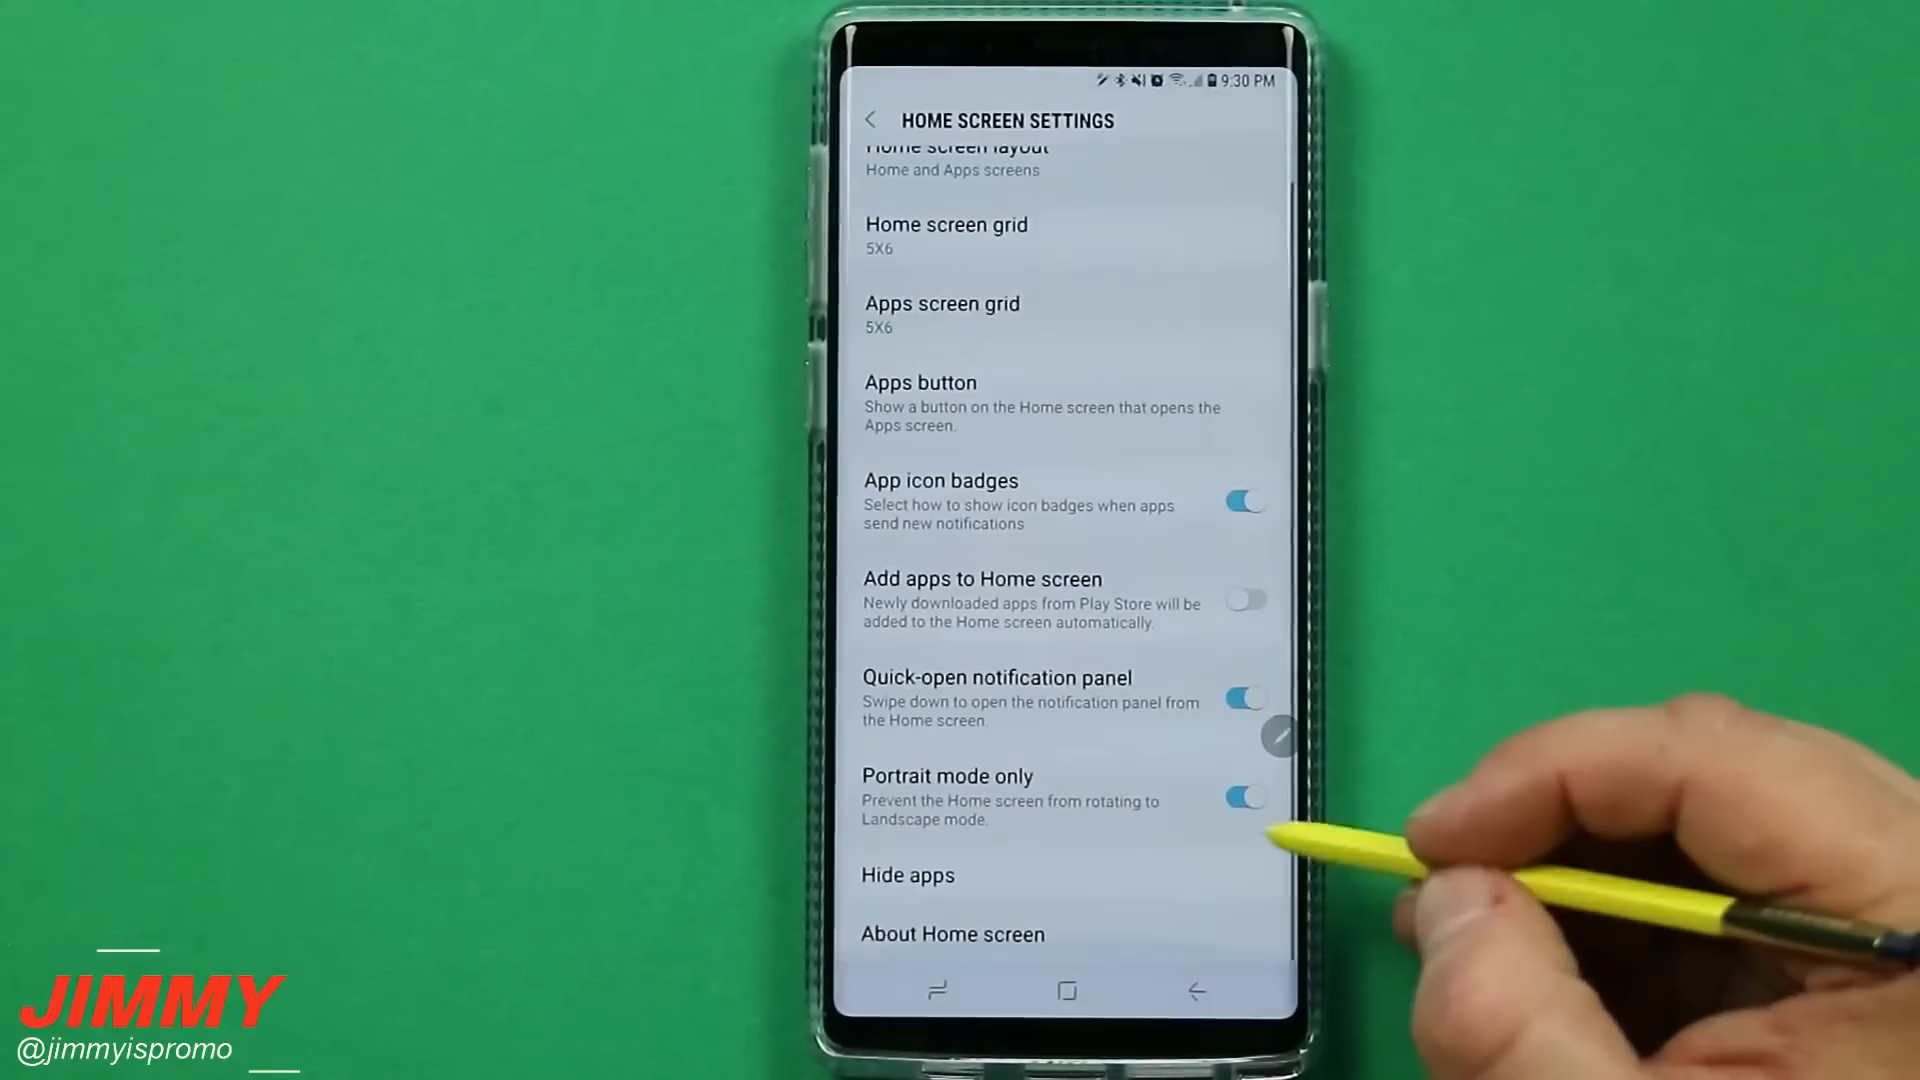 9:30 PM
HOME SCREEN SETTINGS
Home screen layout
Home and Apps screens
Home screen grid
5X6
Apps screen grid
5X6
Apps button
Show a button on the Home screen that opens the
Apps screen.
App icon badges
Select how to show icon badges when apps
send new notifications
Add apps to Home screen
Newly downloaded apps from Play Store will be
added to the Home screen automatically.
Quick-open notification panel
Swipe down to open the notification panel from
the Home screen.
Portrait mode only
Prevent the Home screen from rotating to
Landscape mode.
Hide apps
About Home screen
JIMMY
@jimmyispromo